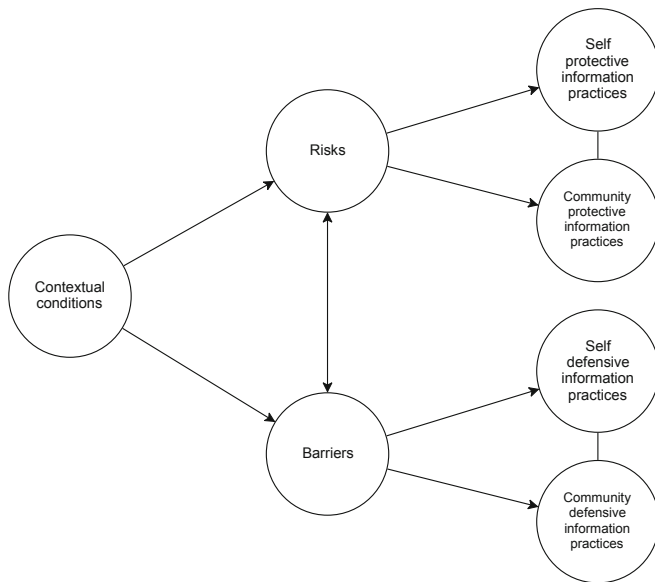 Self
protective
information
practices
Risks
Community
protective
information
practices
Contextual
conditions
Self
defensive
information
practices
Barriers
Community
defensive
information
practices